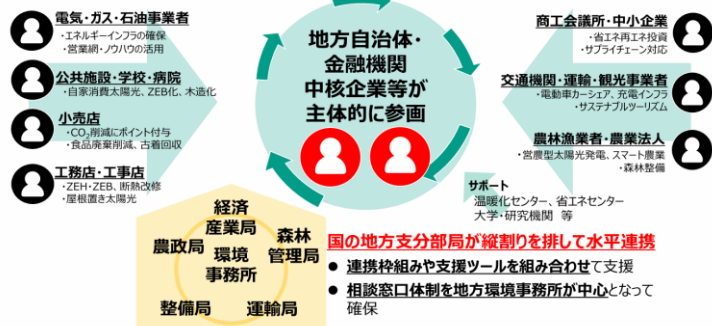 電気・ガス・石油事業者
・エネルギーインフラの確保
・営業網・ノウハウの活用
公共施設・学校・病院
・自家消費太陽光、ZEB化、木造化
小売店
・CO₂削減にポイント付与
・食品廃棄削減、古着回収
工務店・工事店
・ZEH・ZEB、断熱改修
・屋根置き太陽光
地方自治体・
金融機関
中核企業等が
主体的に参画
商工会議所・中小企業
・省エネ再エネ投資
・サプライチェーン対応
交通機関・運輸・観光事業者
・電動車カーシェア、充電インフラ
・サステナブルツーリズム
農林漁業者・農業法人
・営農型太陽光発電、スマート農業
・森林整備
サポート
温暖化センター、省エネセンター
大学・研究機関 等
経済
産業局
農政局
森林
管理局
環境
事務所
整備局
運輸局
国の地方支分部局が縦割りを排して水平連携
● 連携枠組みや支援ツールを組み合わせて支援
● 相談窓口体制を地方環境事務所が中心となって
確保